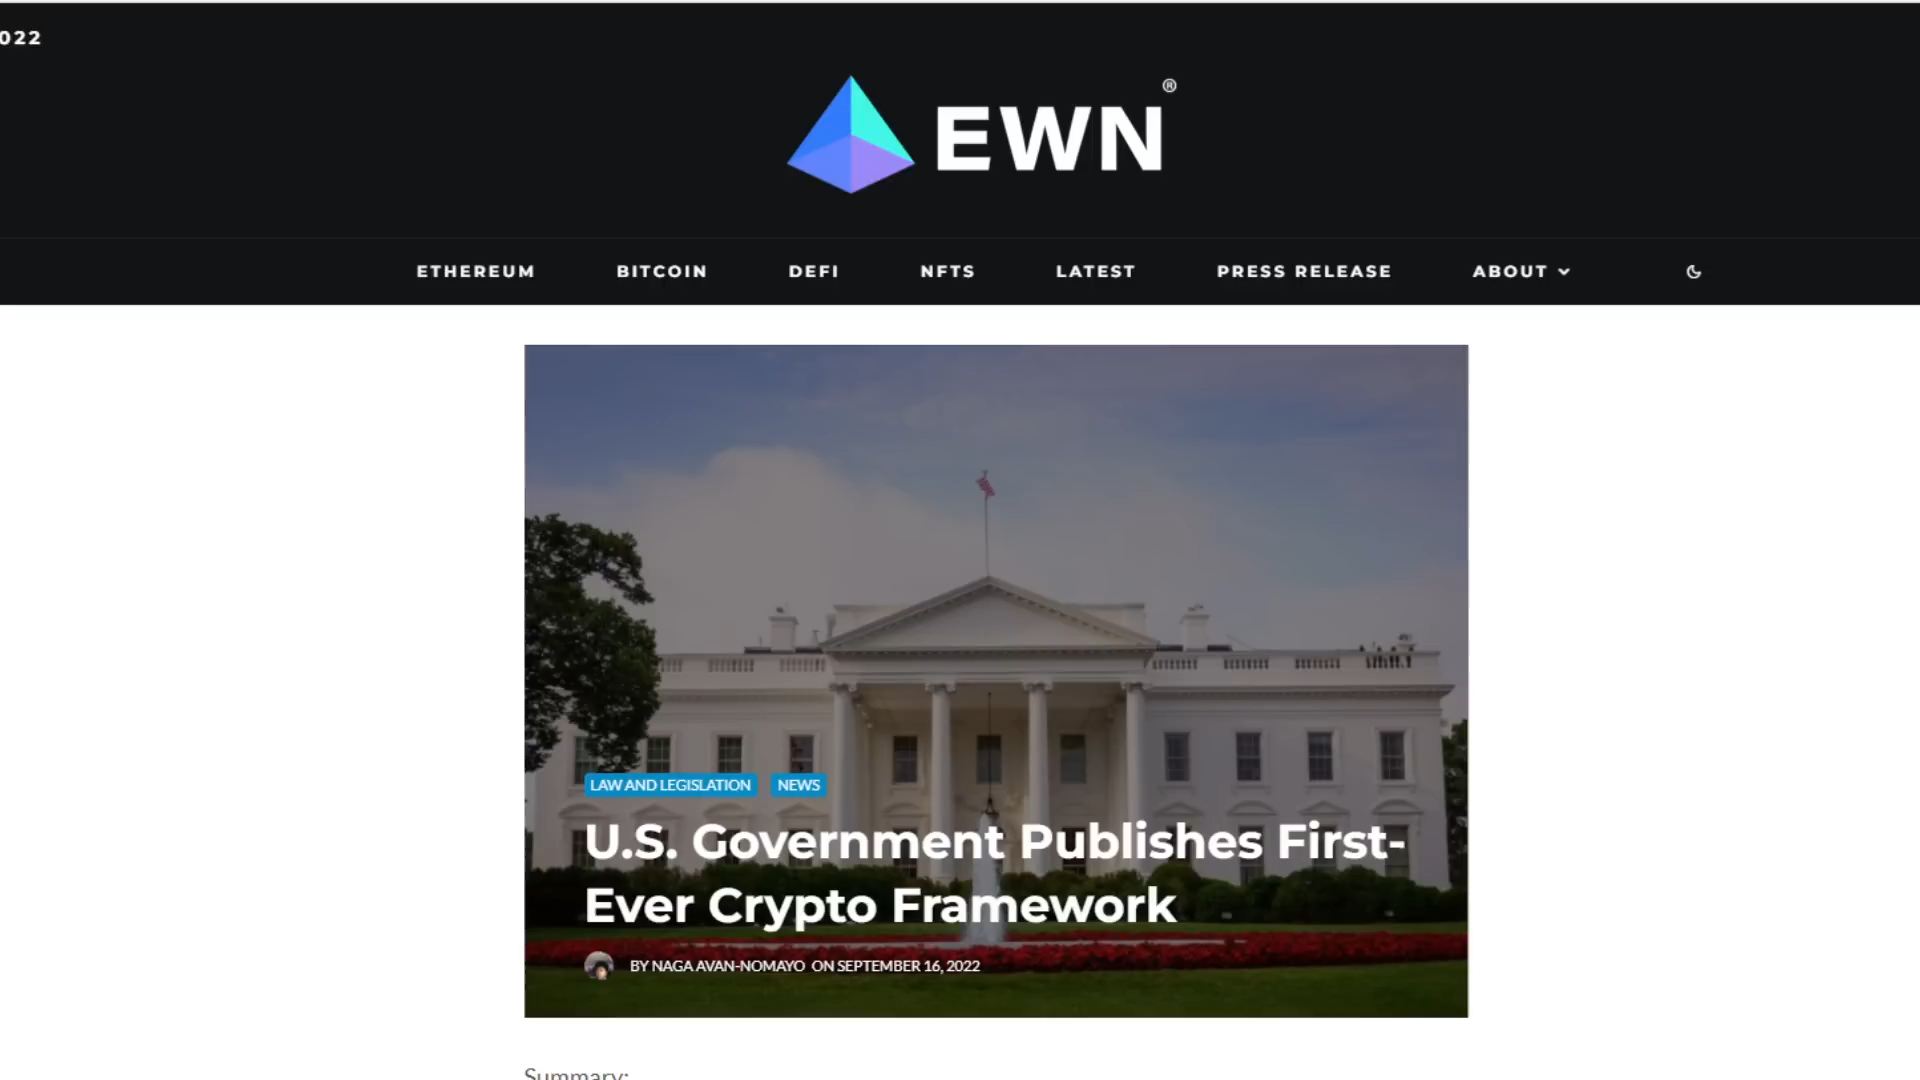 022
EWN®
ETHEREUM BITCOIN DEFI NFTS LATEST PRESS RELEASE ABOUT
LAW AND LEGISLATION NEWS
U.S. Government Publishes First-
Ever Crypto Framework
BY NAGA AVAN-NOMAYO ON SEPTEMBER 16, 2022
Summary: